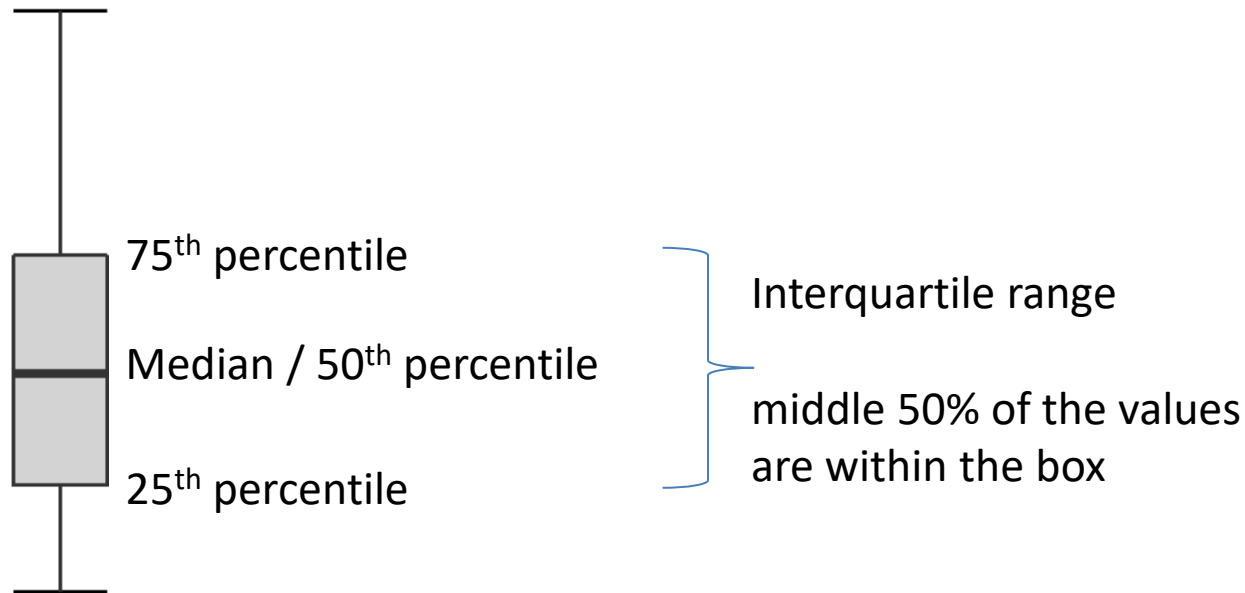 75th percentile
Interquartile range
Median / 50th percentile
middle 50% of the values
are within the box
25th percentile